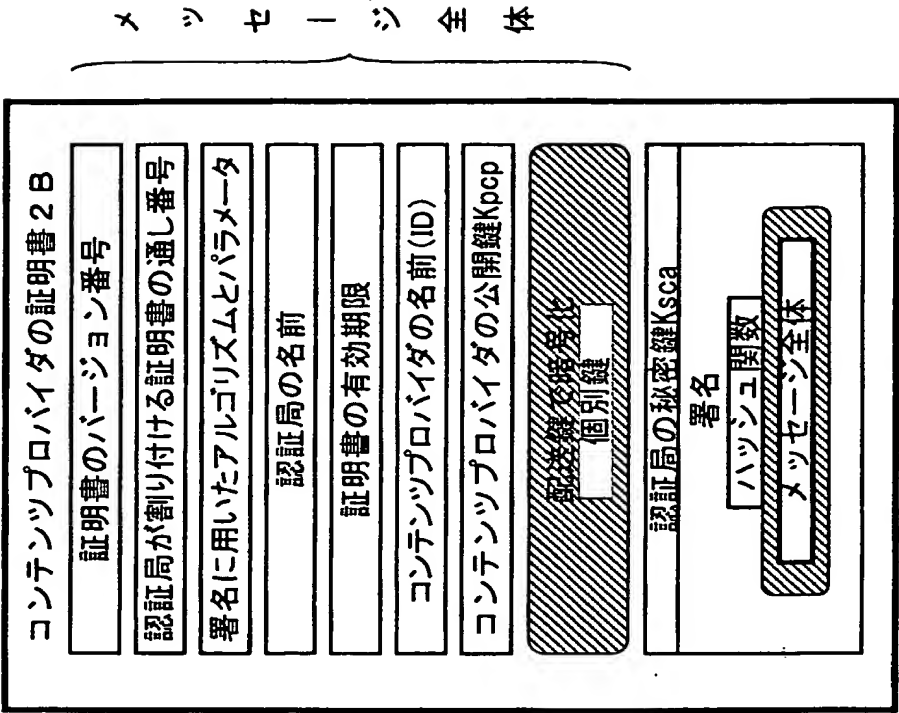 コンテンツプロバイダの証明書2B
証明書のバージョン番号
認証局が割り付ける証明書の通し番号
署名に用いたアルゴリズムとパラメータ
認証局の名前
証明書の有効期限
コンテンツプロバイダの名前(ID)
コンテンツプロバイダの公開鍵Kpcp
配送鍵で暗号化
個別鍵
認証局の秘密鍵Ksca
署名
ハッシュ関数
メッセージ全体
メッセージ全体